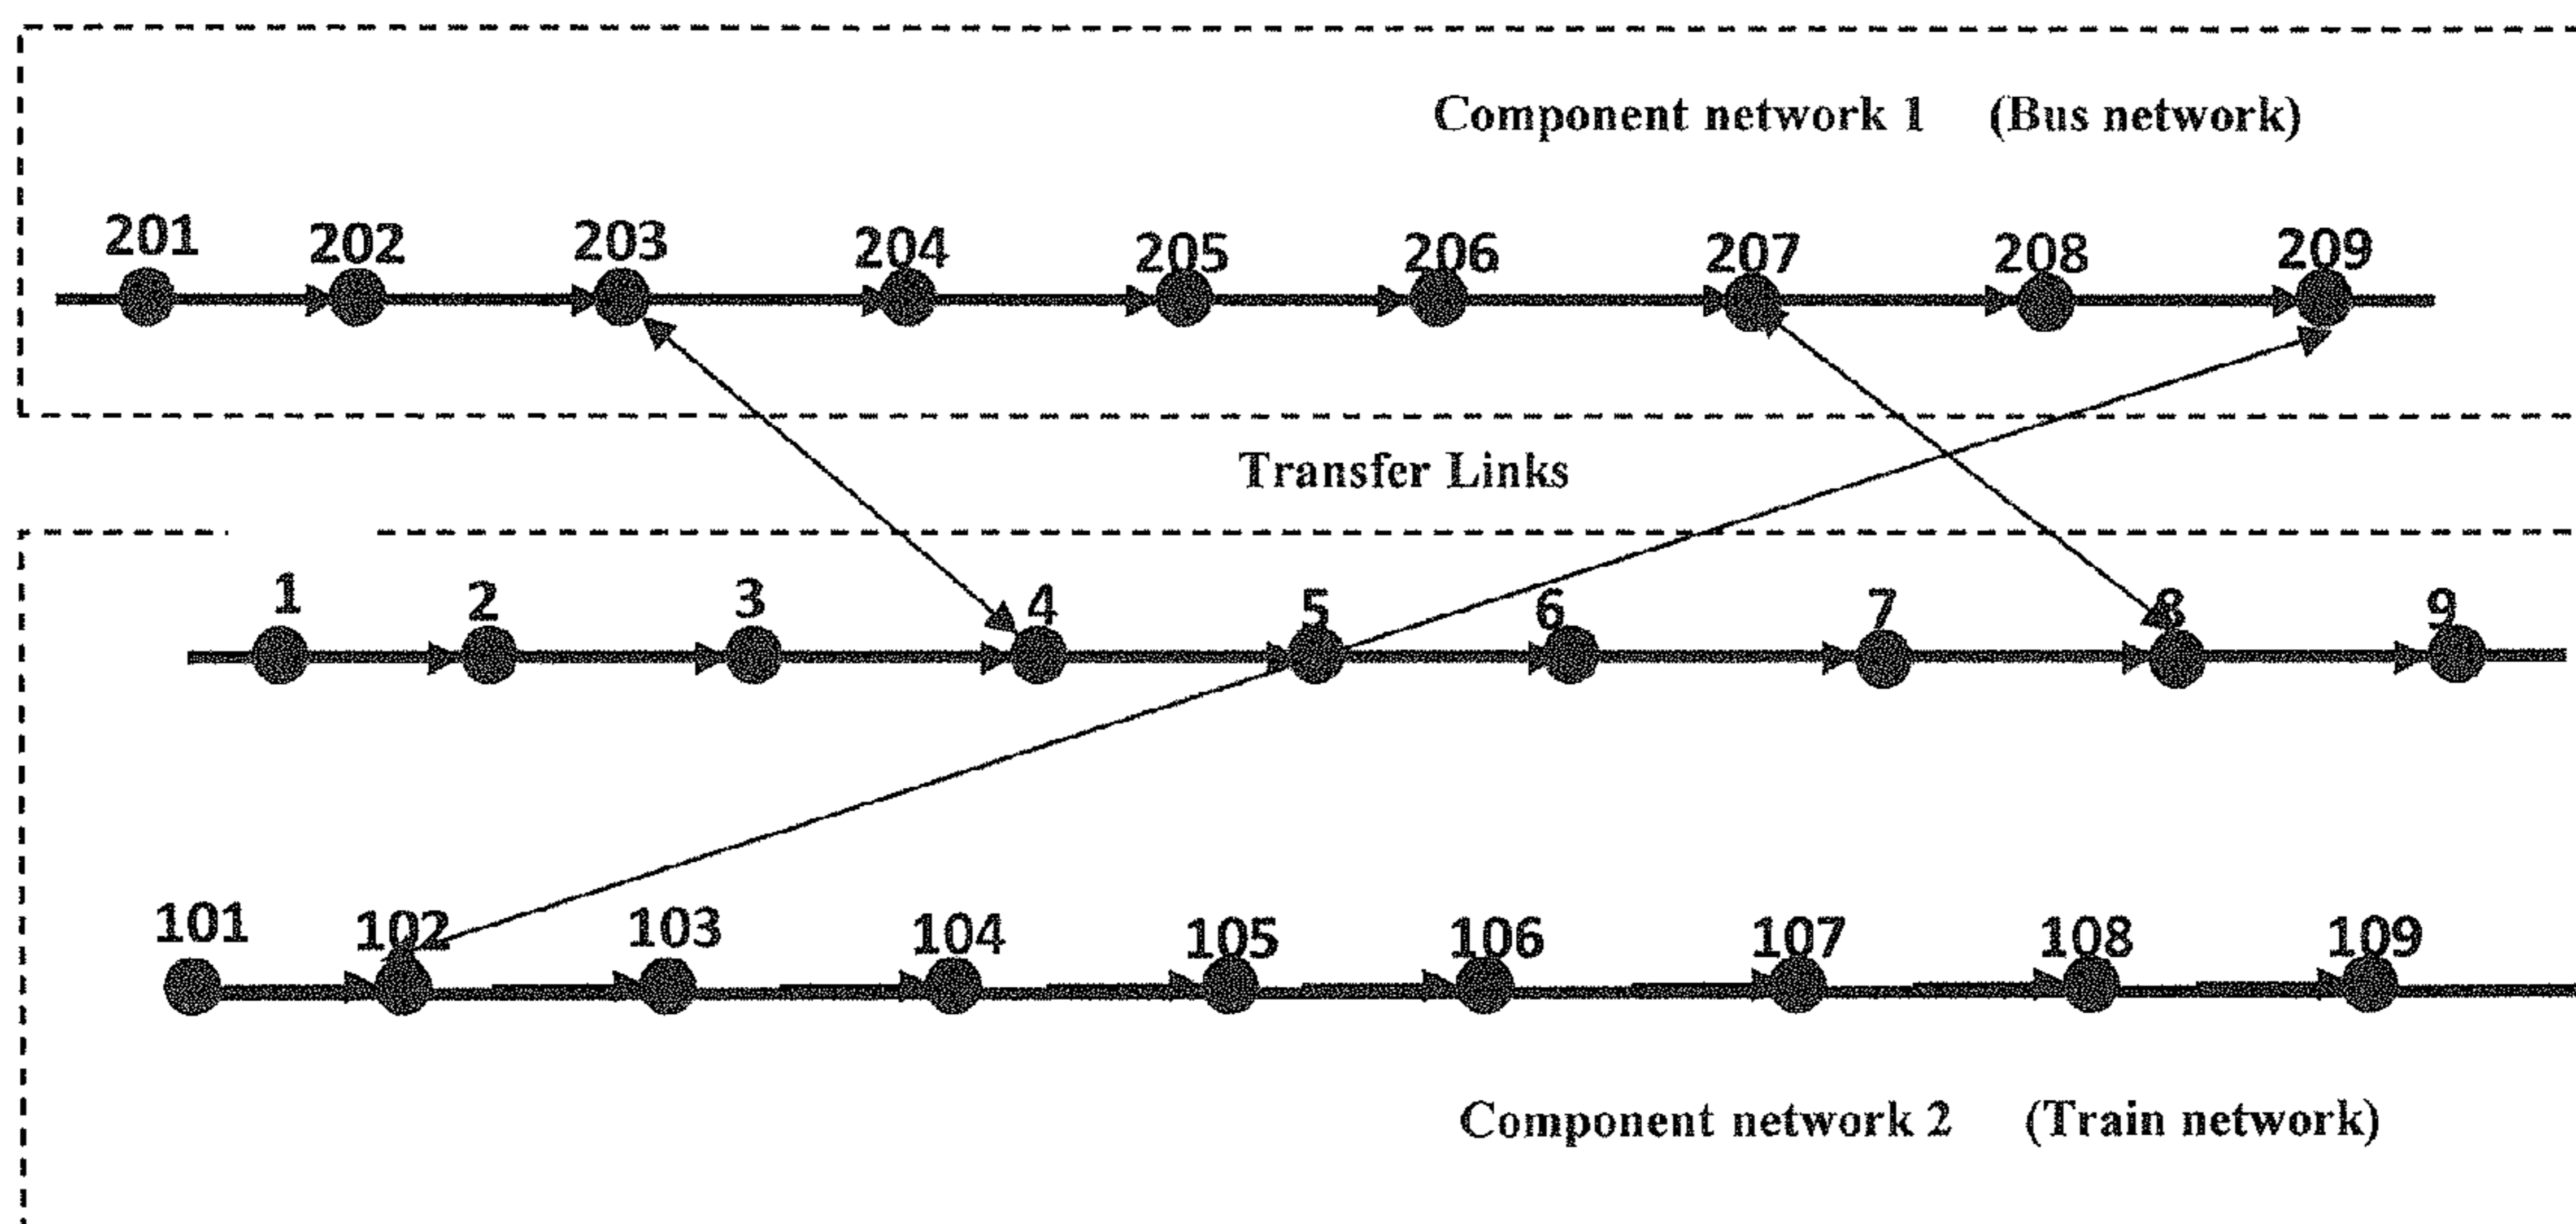 Component network 1 (Bus network)
201 202 203 204 205 206 207 208 209
Transfer Links
1 2 3 4 5 6 7 8 9
101 102 103 104 105 106 107 108 109
Component network 2 (Train network)